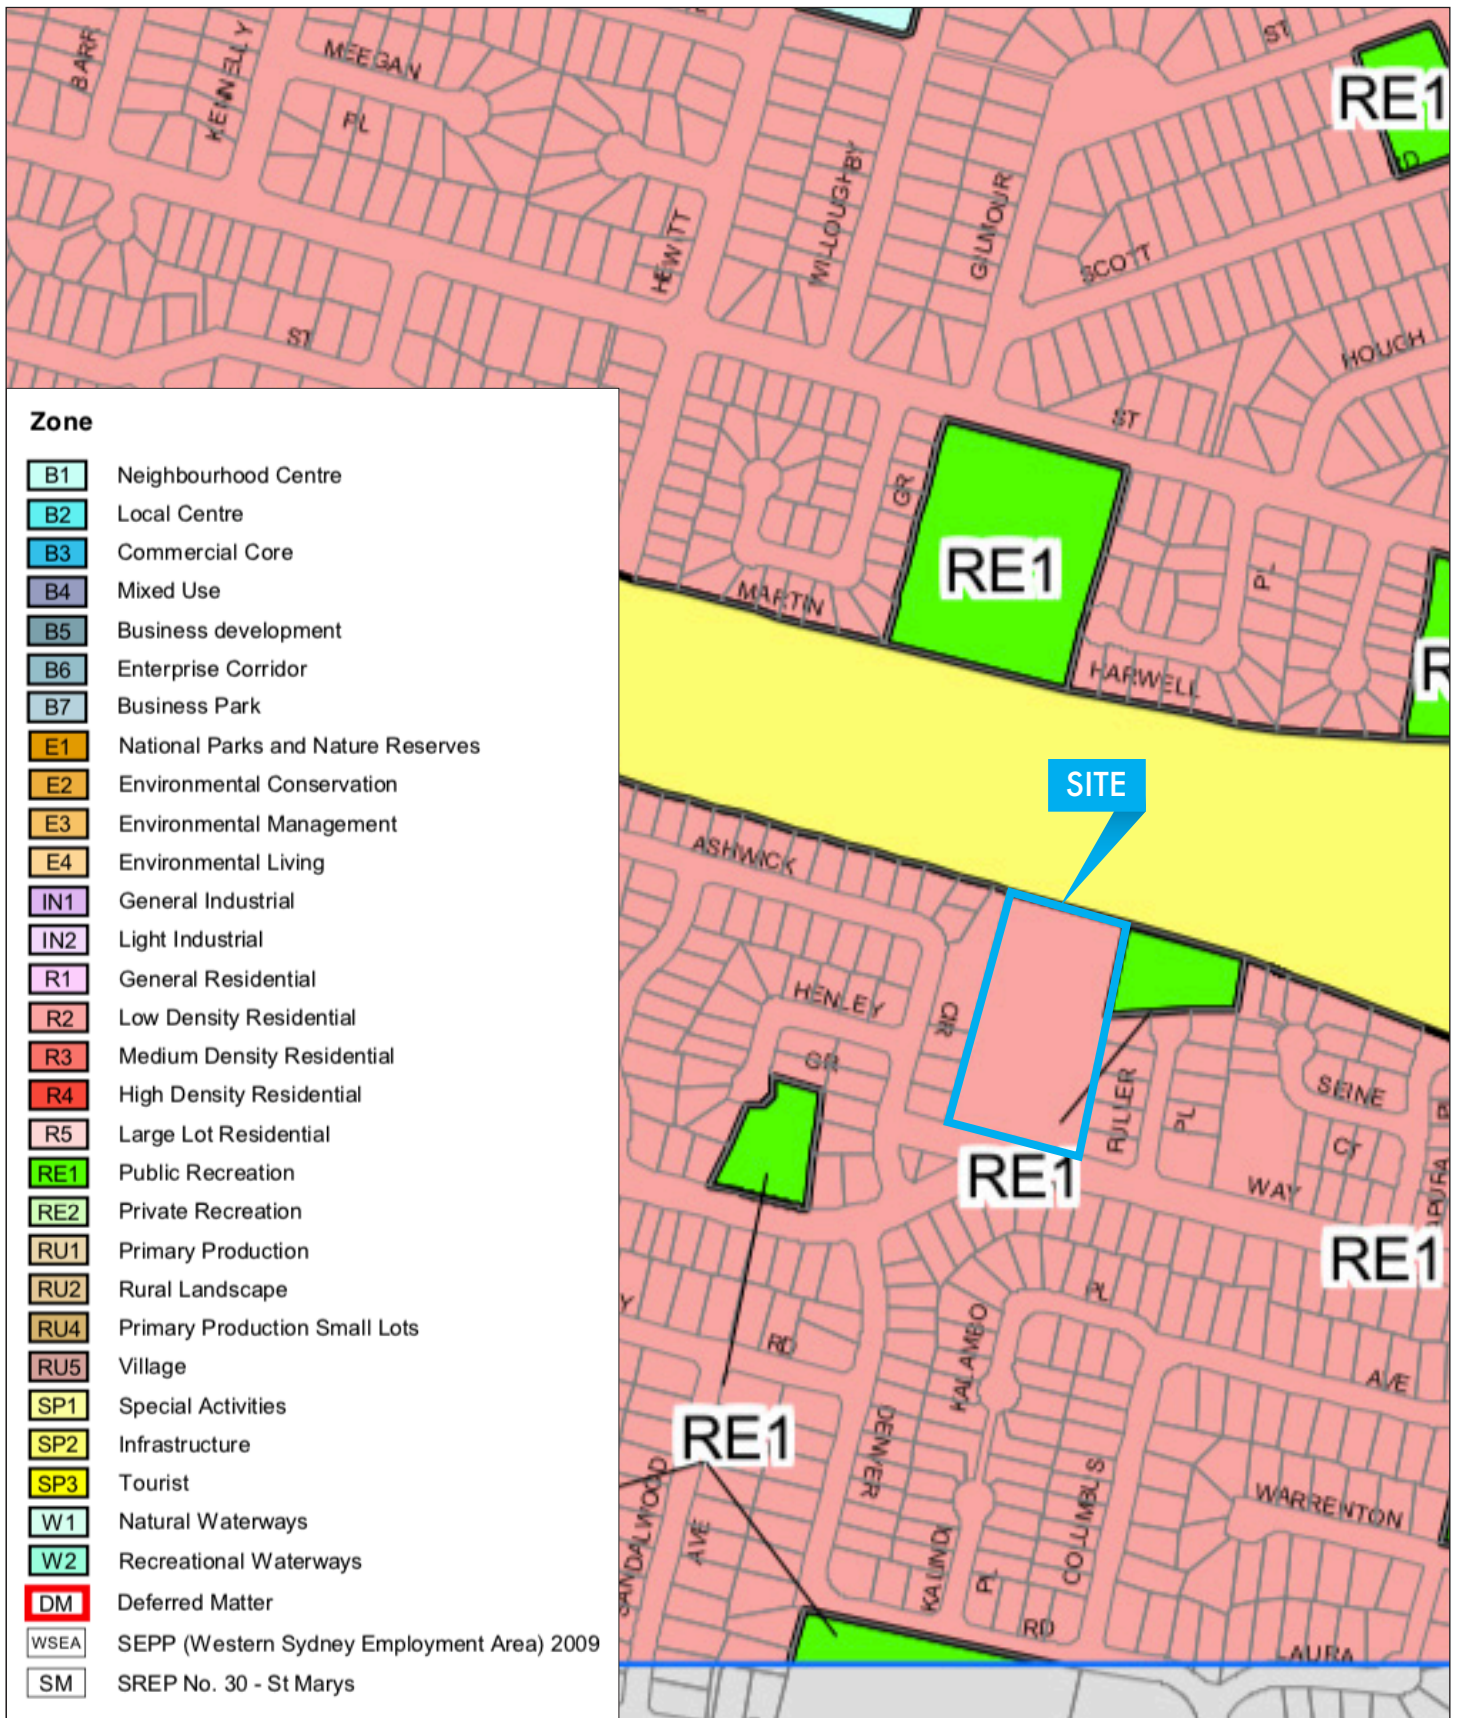 BARR
KENNELLY
MEEGAN
PL
ST
RE1
WILLOUGHBY
GILMOUR
HEWITT
SCOTT
HOUGH
ST
ST
GR
RE1
PL
MARTIN
HARWELL
R
SITE
ASHWICK
HENLEY
CIR
GR
FULLER
PL
SEINE
CT
RE1
WAY
RE1
PL
KALAMBO
RD
AVE
RE1
DENVER
SANDALWOOD
AVE
COLUMBUS
WARRENTON
KALINDI
PL
RD
LAURA
Zone
B1 Neighbourhood Centre
B2 Local Centre
B3 Commercial Core
B4 Mixed Use
B5 Business development
B6 Enterprise Corridor
B7 Business Park
E1 National Parks and Nature Reserves
E2 Environmental Conservation
E3 Environmental Management
E4 Environmental Living
IN1 General Industrial
IN2 Light Industrial
R1 General Residential
R2 Low Density Residential
R3 Medium Density Residential
R4 High Density Residential
R5 Large Lot Residential
RE1 Public Recreation
RE2 Private Recreation
RU1 Primary Production
RU2 Rural Landscape
RU4 Primary Production Small Lots
RU5 Village
SP1 Special Activities
SP2 Infrastructure
SP3 Tourist
W1 Natural Waterways
W2 Recreational Waterways
DM Deferred Matter
WSEA SEPP (Western Sydney Employment Area) 2009
SM SREP No. 30 - St Marys